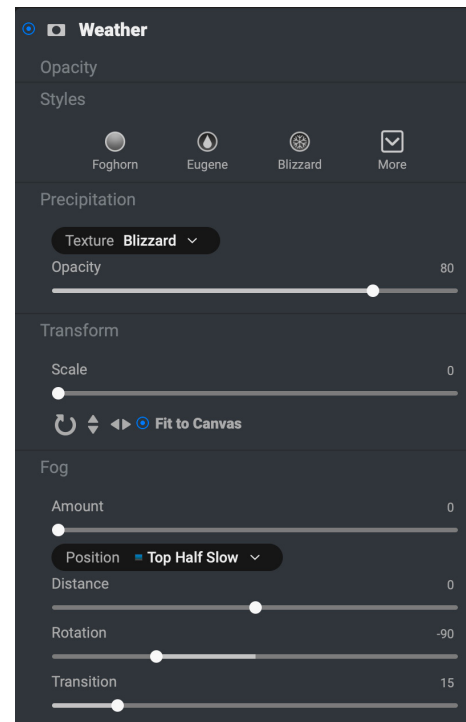 Weather
Opacity
Styles
Foghorn Eugene Blizzard More
Precipitation
Texture Blizzard
Opacity 80
Transform
Scale 0
Fit to Canvas
Fog
Amount 0
Position Top Half Slow
Distance 0
Rotation -90
Transition 15